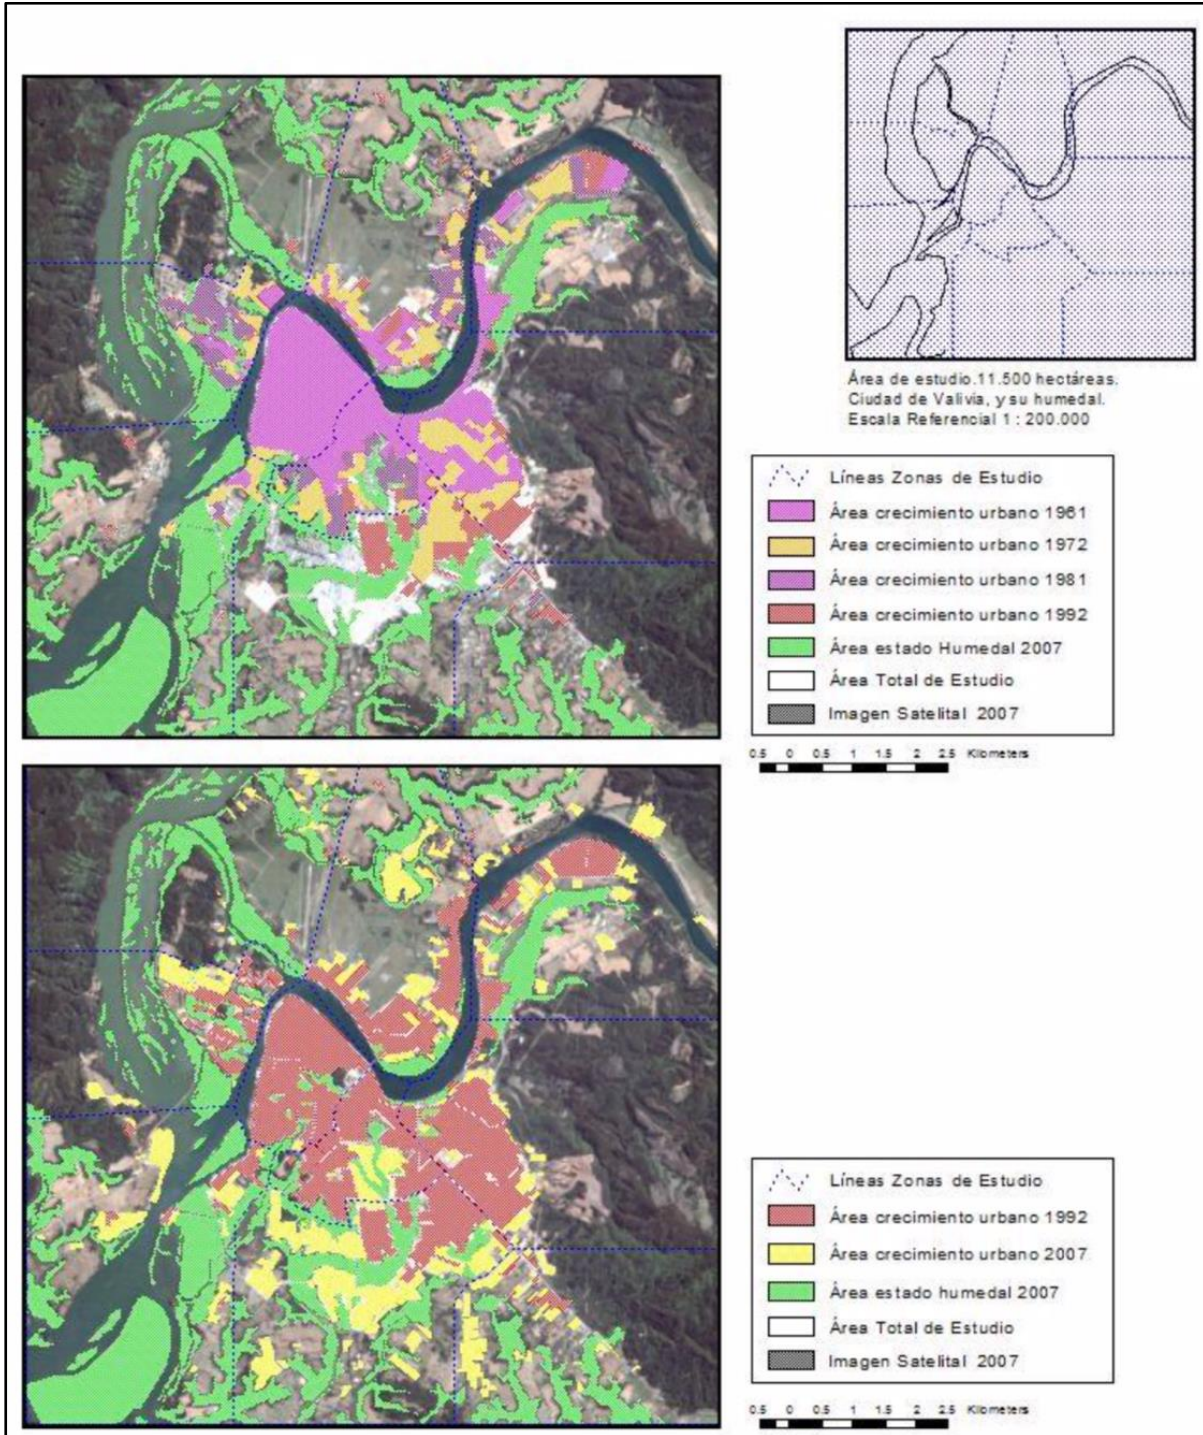 Área de estudio.11.500 hectáreas.
Ciudad de Valivia, y su humedal.
Escala Referencial 1 : 200.000
Líneas Zonas de Estudio
Área crecimiento urbano 1961
Área crecimiento urbano 1972
Área crecimiento urbano 1981
Área crecimiento urbano 1992
Área estado Humedal 2007
Área Total de Estudio
Imagen Satelital 2007
0.5 0 0.5 1 1.5 2 2.5 Kilometers
Líneas Zonas de Estudio
Área crecimiento urbano 1992
Área crecimiento urbano 2007
Área estado humedal 2007
Área Total de Estudio
Imagen Satelital 2007
0.5 0 0.5 1 1.5 2 2.5 Kilometers